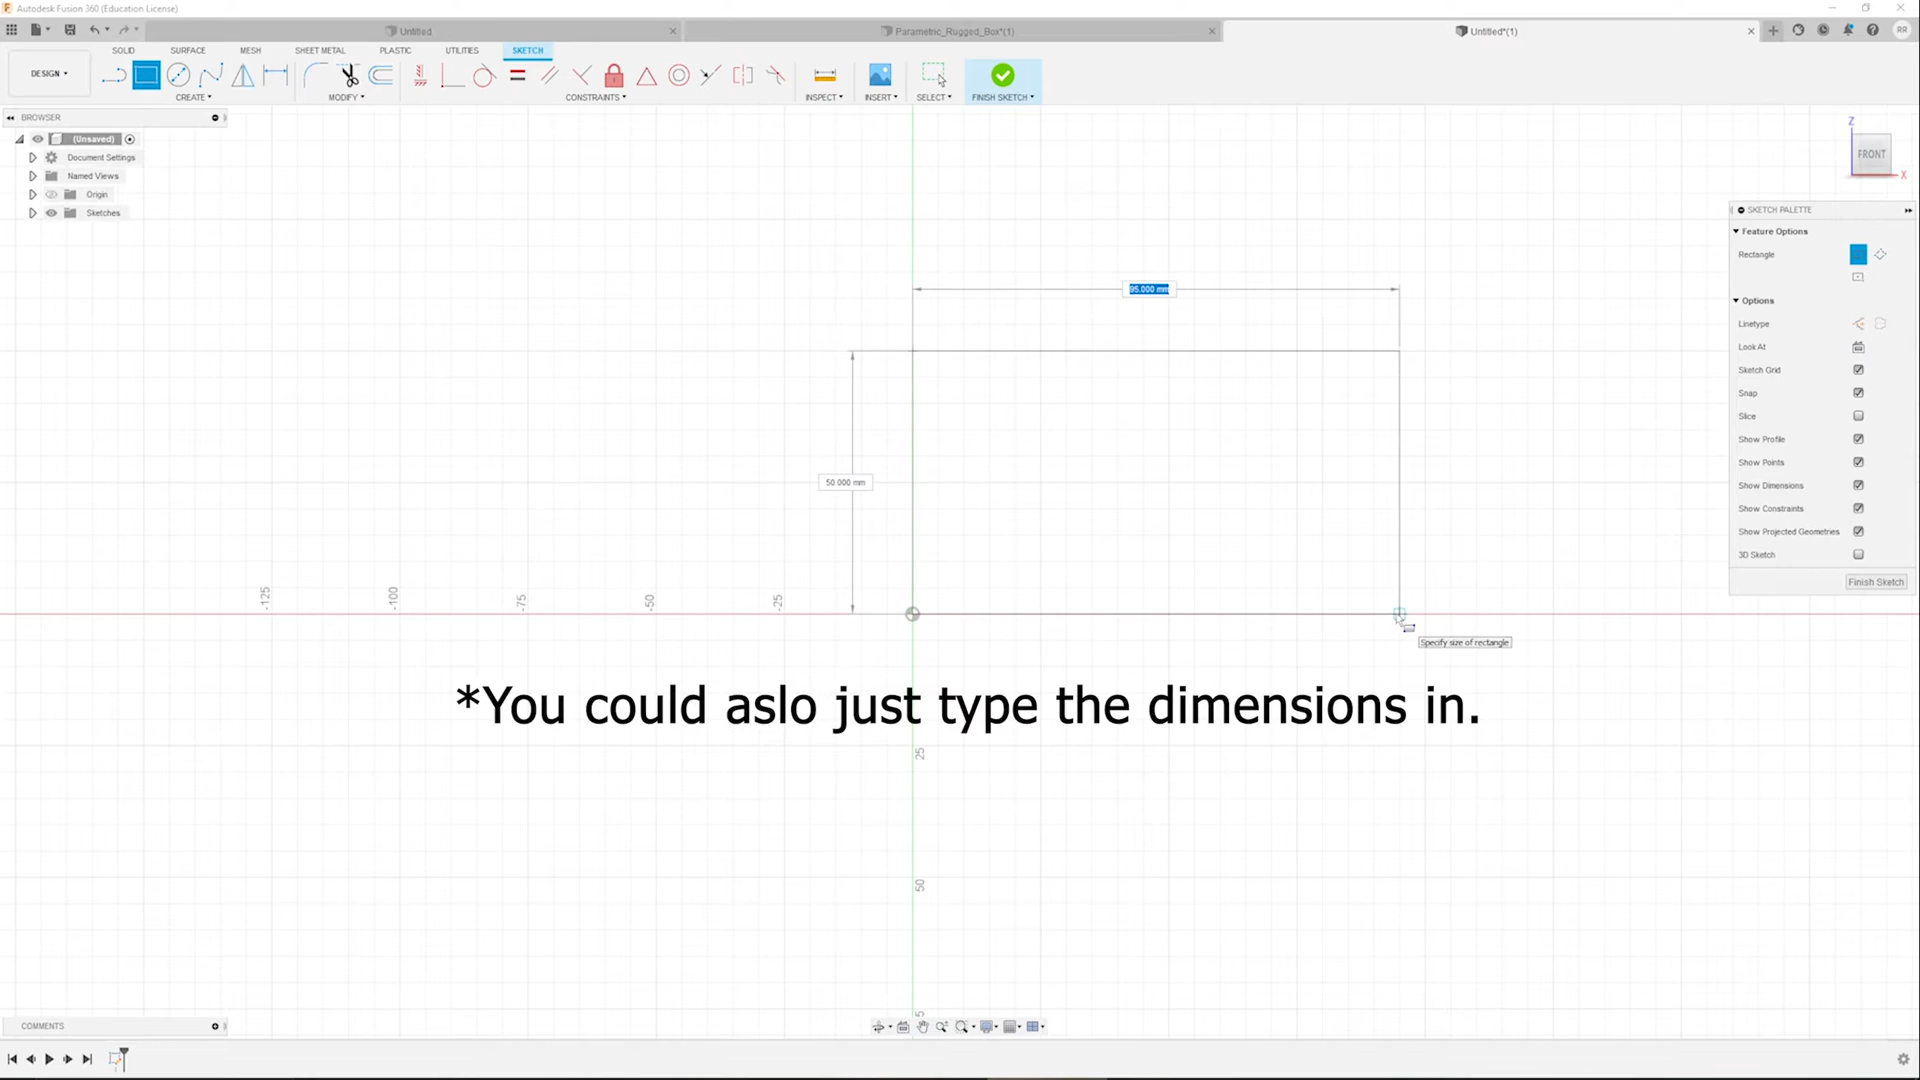 Autodesk Fusion 360 (Education License)
Untitled
Parametric_Rugged_Box*(1)
Untitled*(1)
RR
DESIGN
SOLID
SURFACE
MESH
SHEET METAL
PLASTIC
UTILITIES
SKETCH
CREATE
MODIFY
CONSTRAINTS
INSPECT
INSERT
SELECT
FINISH SKETCH
BROWSER
(Unsaved)
Document Settings
Named Views
Origin
Sketches
Z
FRONT
X
SKETCH PALETTE
Feature Options
Rectangle
Options
Linetype
Look At
Sketch Grid
Snap
Slice
Show Profile
Show Points
Show Dimensions
Show Constraints
Show Projected Geometries
3D Sketch
Finish Sketch
95.000 mm
50.000 mm
-125
-100
-75
-50
-25
Specify size of rectangle
*You could aslo just type the dimensions in.
25
50
COMMENTS